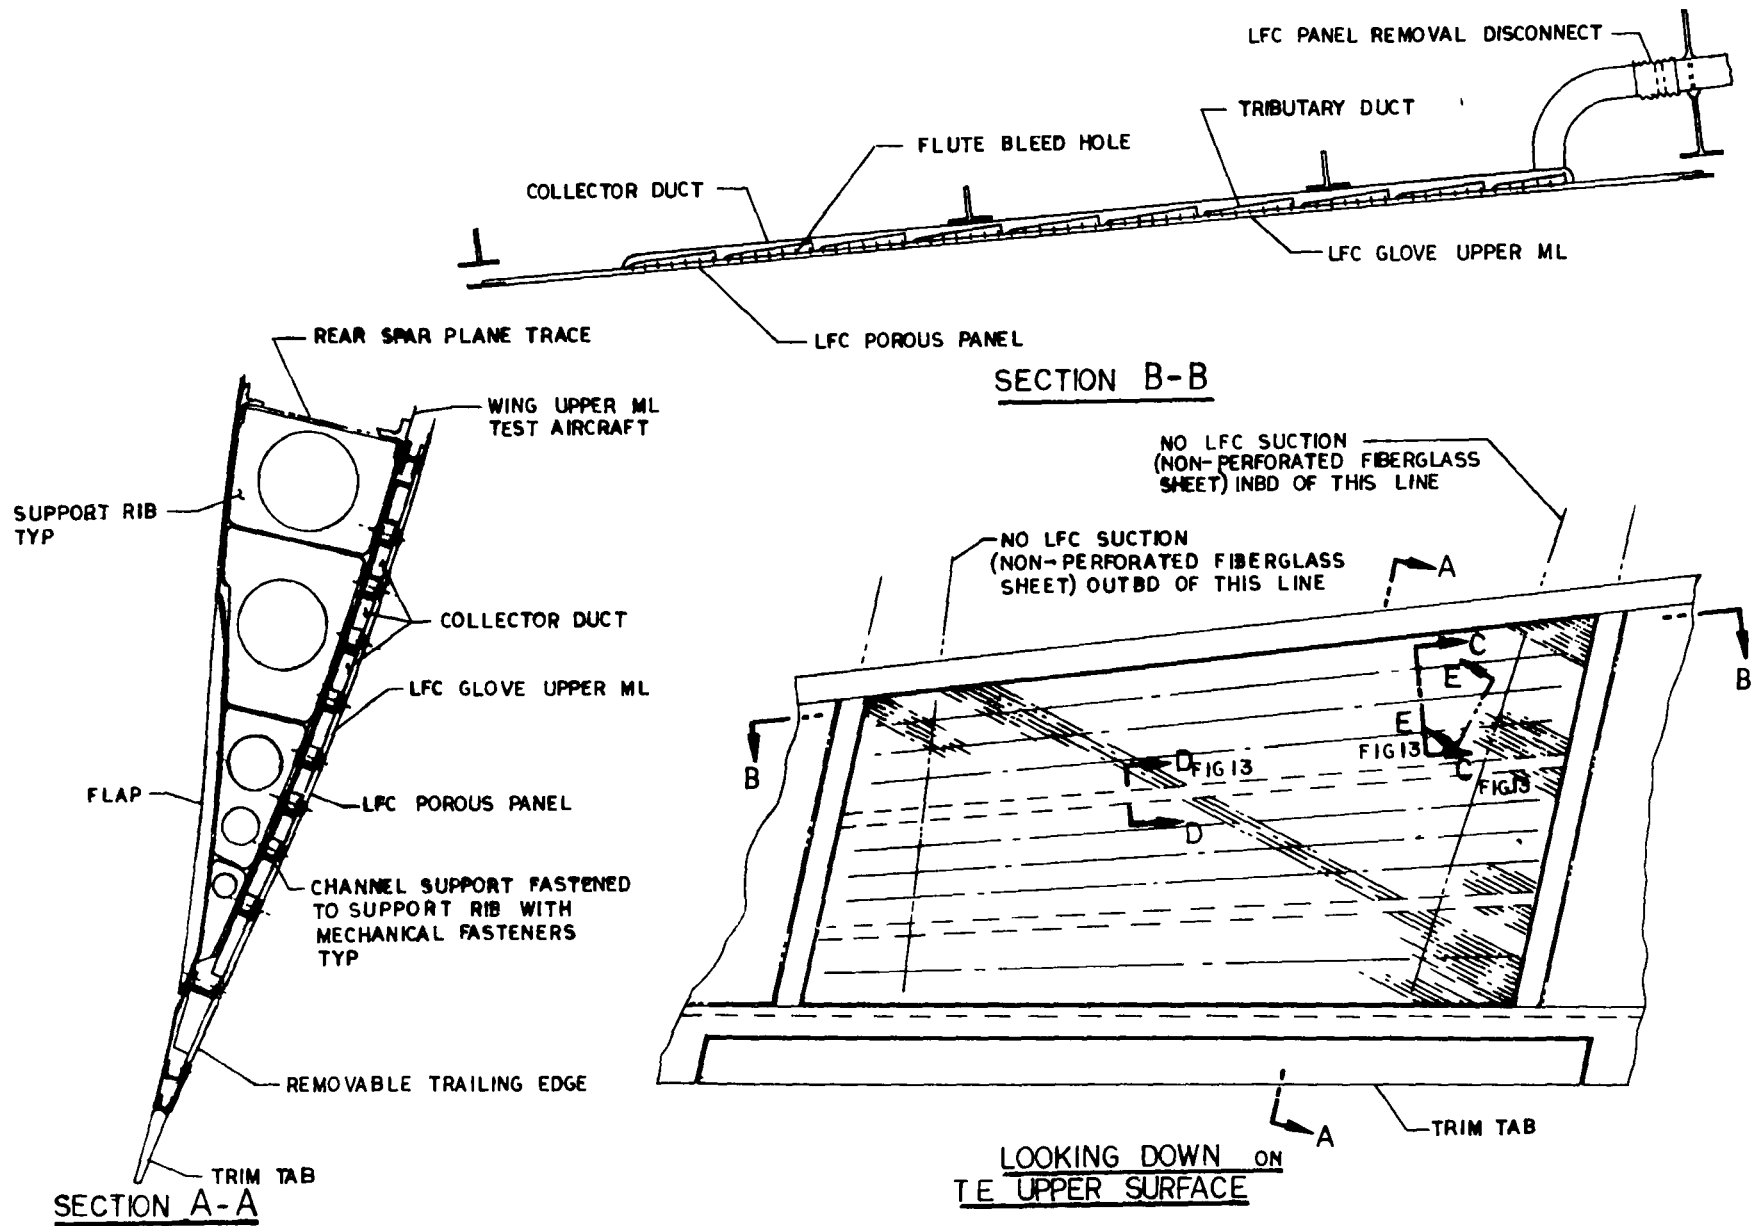 LFC PANEL REMOVAL DISCONNECT
TRIBUTARY DUCT
FLUTE BLEED HOLE
COLLECTOR DUCT
LFC GLOVE UPPER ML
LFC POROUS PANEL
SECTION B-B
REAR SPAR PLANE TRACE
WING UPPER ML
TEST AIRCRAFT
SUPPORT RIB
TYP
COLLECTOR DUCT
LFC GLOVE UPPER ML
FLAP
LFC POROUS PANEL
CHANNEL SUPPORT FASTENED
TO SUPPORT RIB WITH
MECHANICAL FASTENERS
TYP
REMOVABLE TRAILING EDGE
TRIM TAB
SECTION A-A
NO LFC SUCTION
(NON-PERFORATED FIBERGLASS
SHEET) INBD OF THIS LINE
NO LFC SUCTION
(NON-PERFORATED FIBERGLASS
SHEET) OUTBD OF THIS LINE
A
C
E
B
B
E
FIG 13
C
FIG.13
D
FIG 13
D
A
TRIM TAB
LOOKING DOWN ON
T E UPPER SURFACE